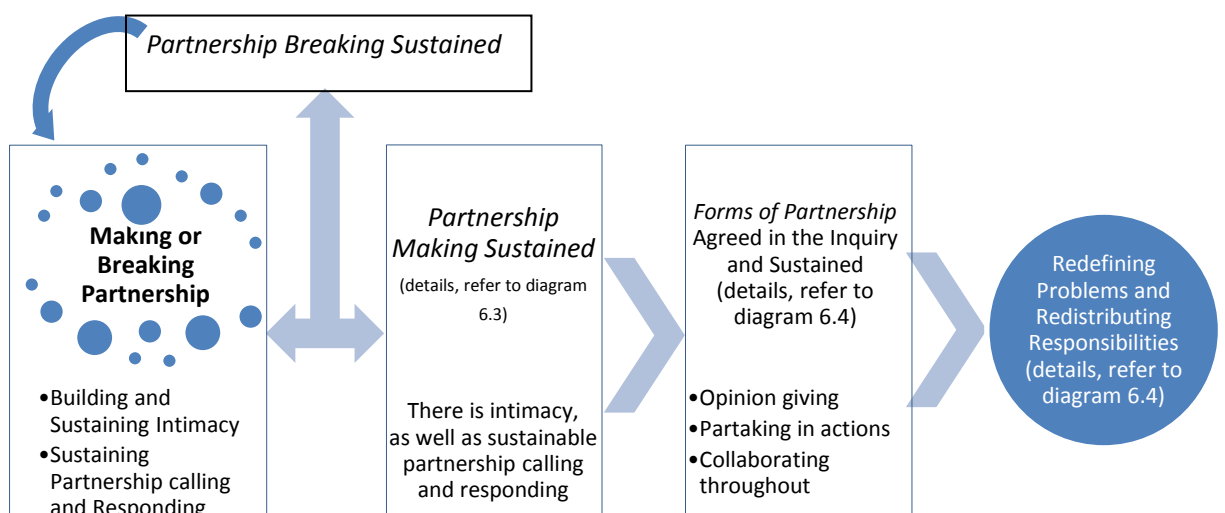 Partnership Breaking Sustained
Making or
Breaking
Partnership
•Building and
Sustaining Intimacy
•Sustaining
Partnership calling
and Responding
Partnership
Making Sustained
(details, refer to diagram
6.3)
There is intimacy,
as well as sustainable
partnership calling
and responding
Forms of Partnership
Agreed in the Inquiry
and Sustained
(details, refer to
diagram 6.4)
•Opinion giving
•Partaking in actions
•Collaborating
throughout
Redefining
Problems and
Redistributing
Responsibilities
(details, refer to
diagram 6.4)